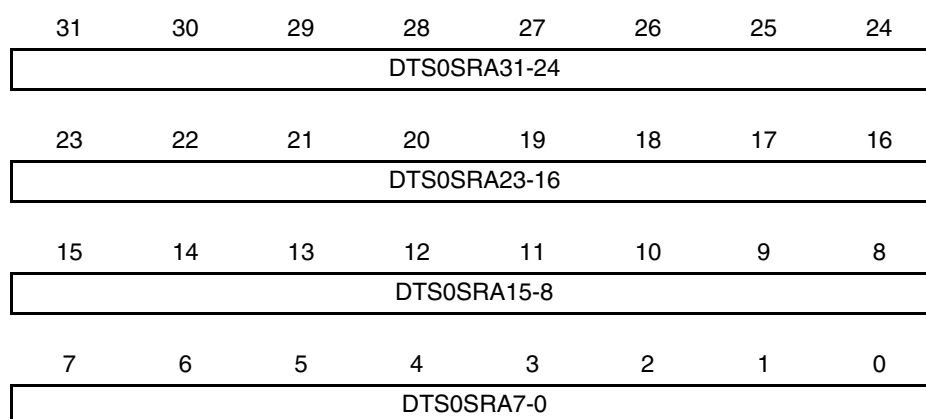 31 30 29 28 27 26 25 24
DTS0SRA31-24
23 22 21 20 19 18 17 16
DTS0SRA23-16
15 14 13 12 11 10 9 8
DTS0SRA15-8
7 6 5 4 3 2 1 0
DTS0SRA7-0